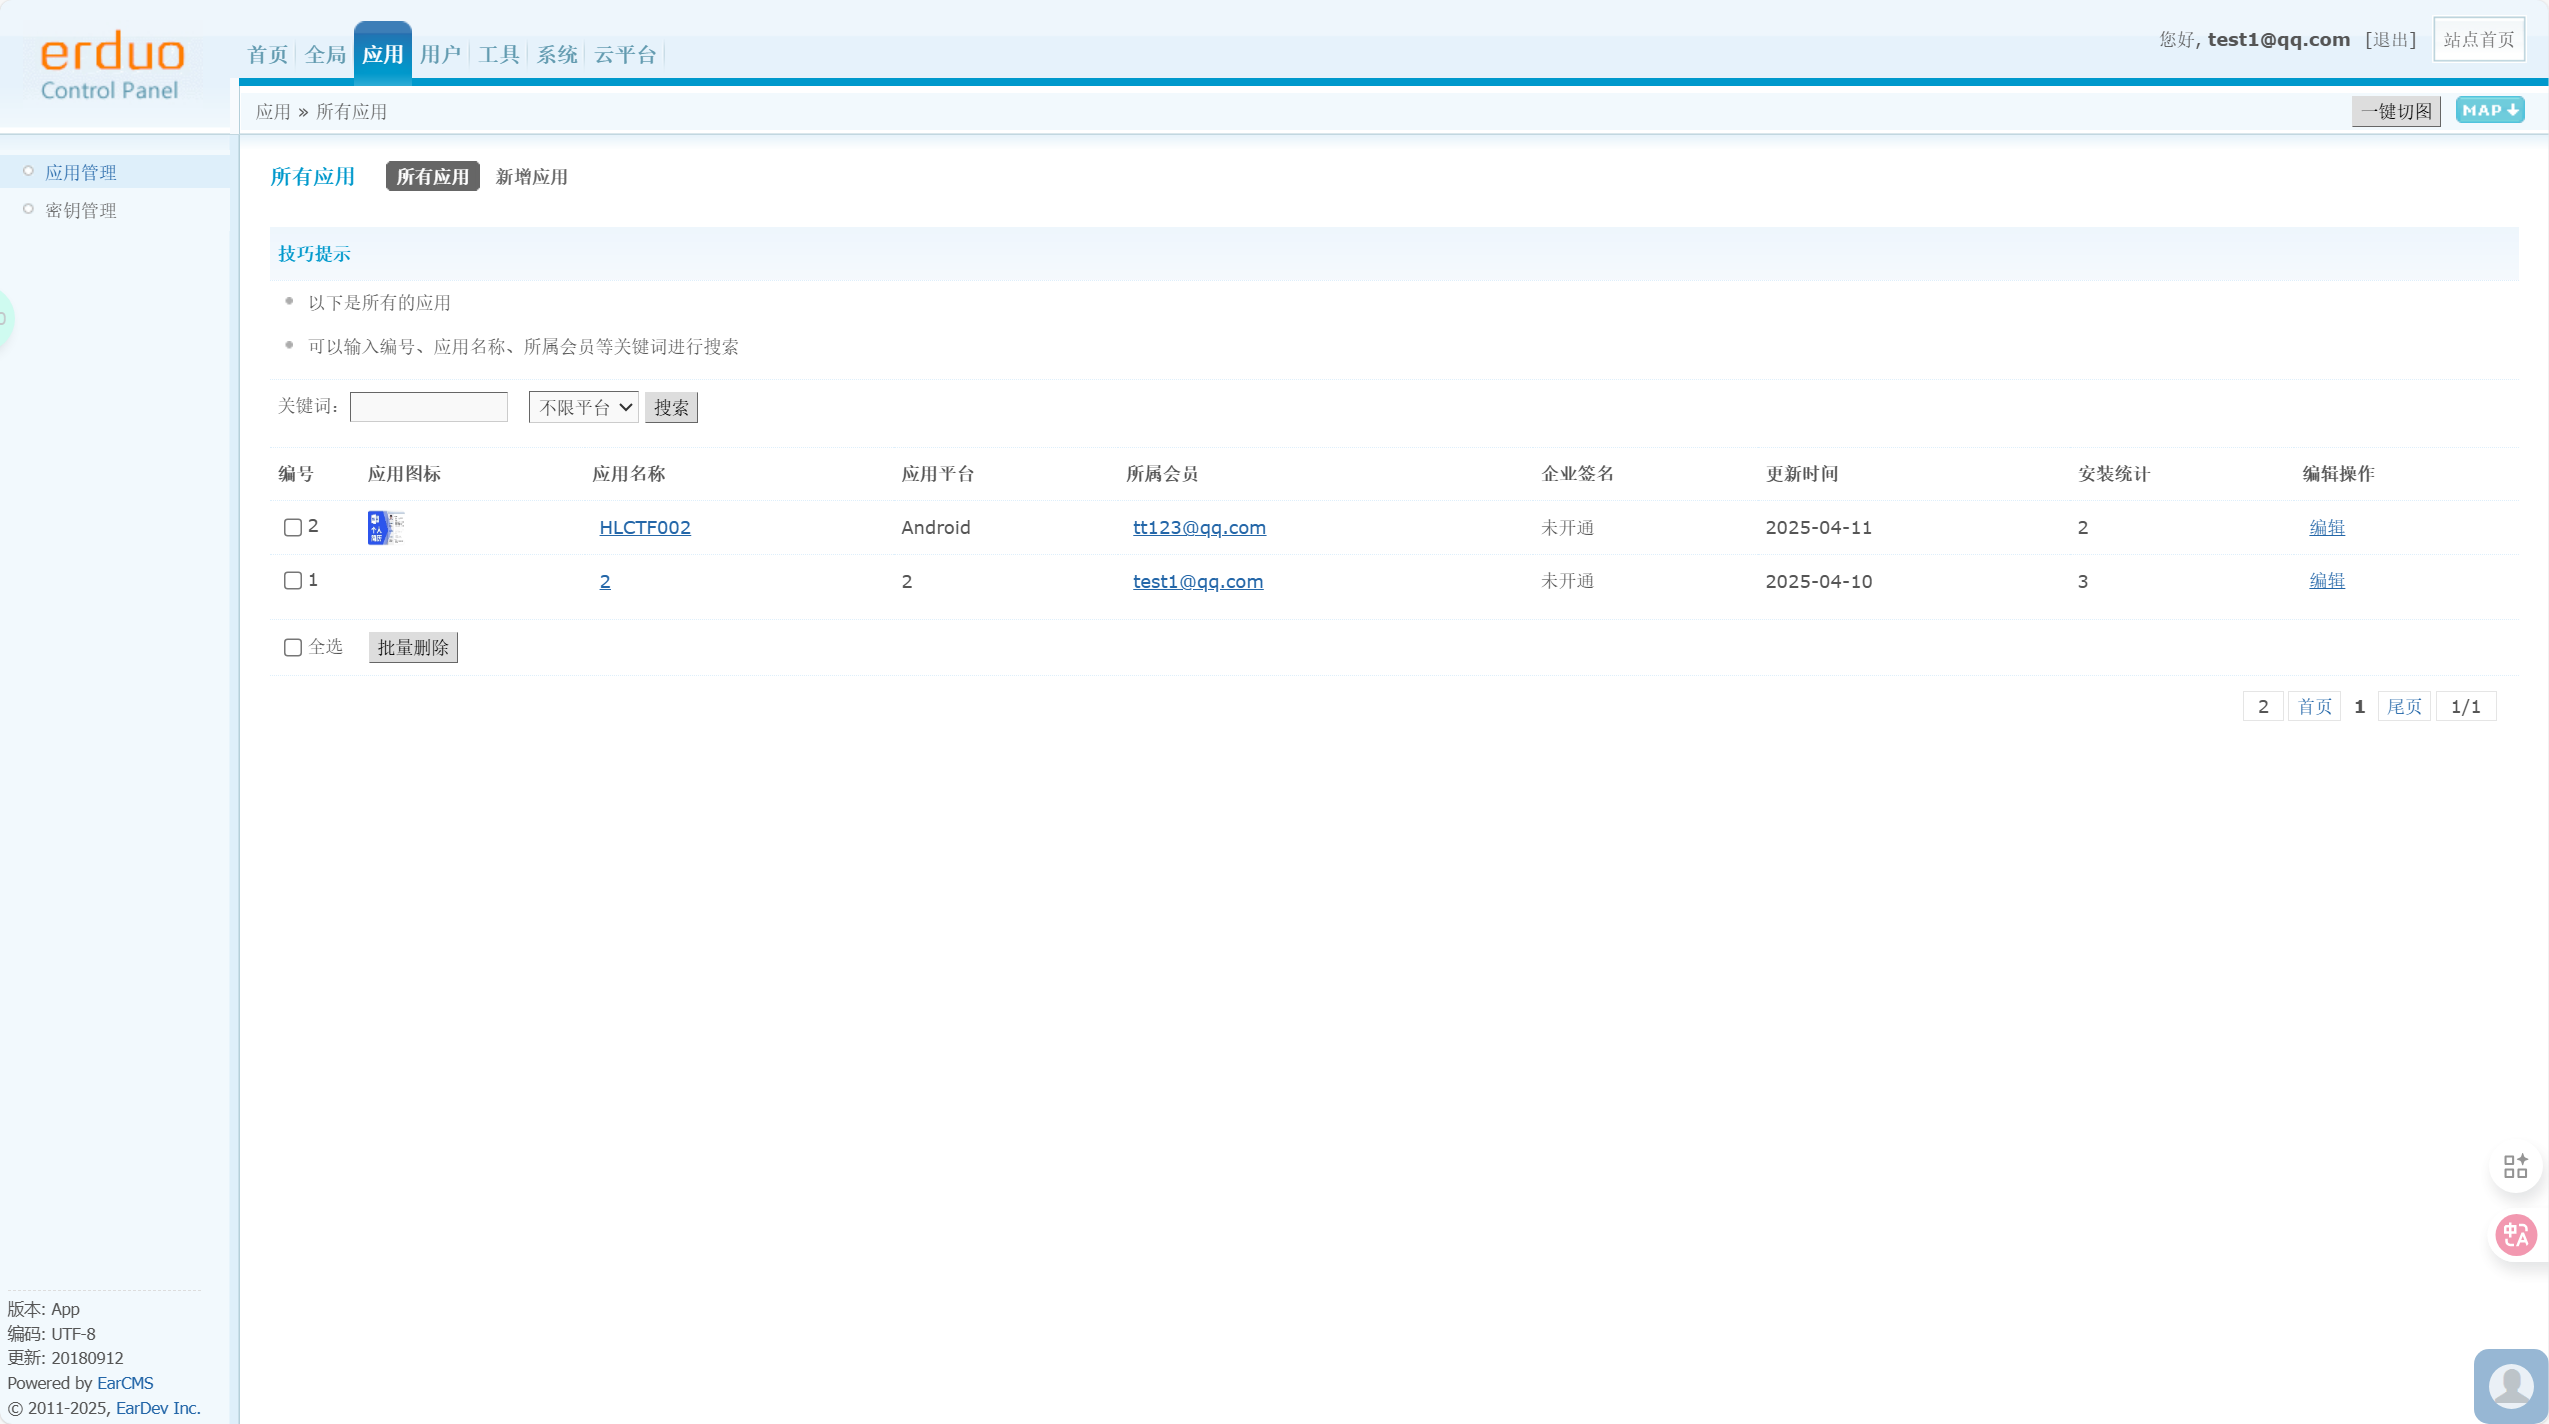 erduo
Control Panel
首页 全局 应用 用户 工具 系统 云平台
您好, test1@qq.com [退出] 站点首页
应用 » 所有应用
一键切图 MAP
应用管理
密钥管理
所有应用 所有应用 新增应用
技巧提示
以下是所有的应用
可以输入编号、应用名称、所属会员等关键词进行搜索
关键词: 不限平台 搜索
编号 应用图标 应用名称 应用平台 所属会员 企业签名 更新时间 安装统计 编辑操作
2 个人简历 HLCTF002 Android tt123@qq.com 未开通 2025-04-11 2 编辑
1 2 2 test1@qq.com 未开通 2025-04-10 3 编辑
全选 批量删除
2 首页 1 尾页 1/1
版本: App
编码: UTF-8
更新: 20180912
Powered by EarCMS
© 2011-2025, EarDev Inc.